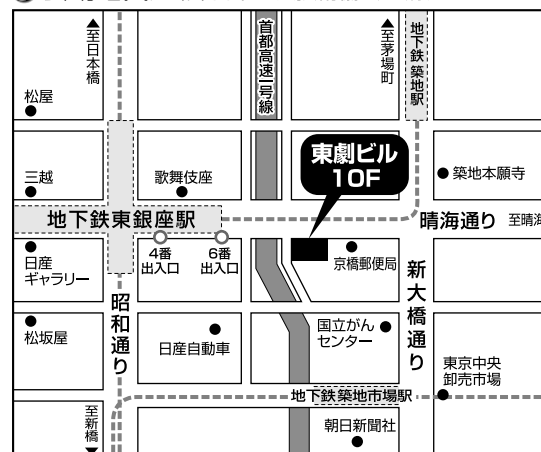 ▲至日本橋
首都高速一号線
▲至茅場町
地下鉄築地駅
松屋
東劇ビル
10F
三越
歌舞伎座
築地本願寺
地下鉄東銀座駅
晴海通り
至晴海
4番
出入口
6番
出入口
日産
ギャラリー
京橋郵便局
昭和通り
新大橋通り
松坂屋
日産自動車
国立がん
センター
東京中央
卸売市場
地下鉄築地市場駅
至新橋▼
朝日新聞社